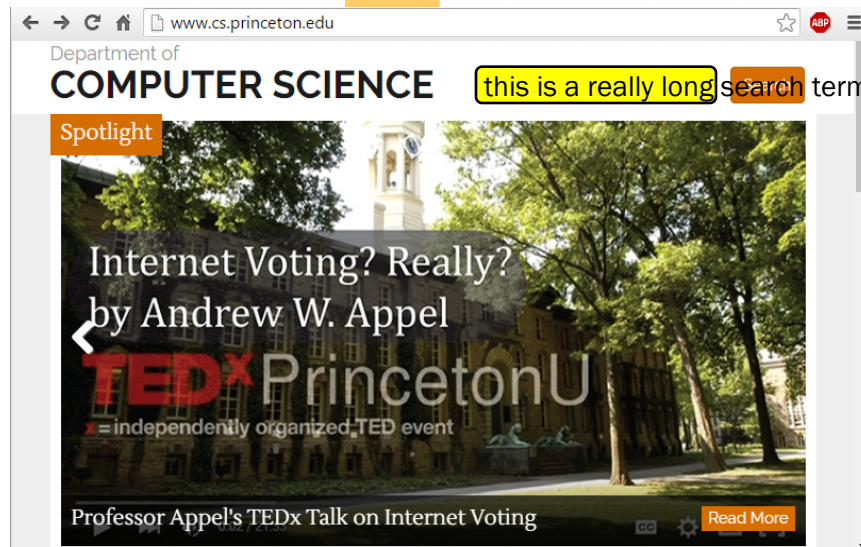 www.cs.princeton.edu
ABP
Department of
COMPUTER SCIENCE
this is a really long search term
Spotlight
Internet Voting? Really?
by Andrew W. Appel
TEDx PrincetonU
x=independently organized TED event
Professor Appel's TEDx Talk on Internet Voting
CC
Read More